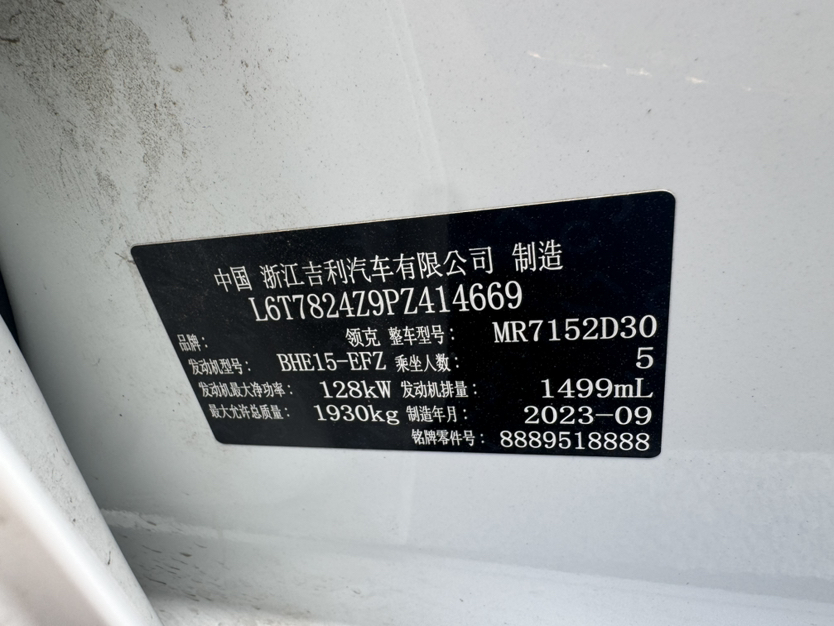 中国 浙江吉利汽车有限公司 制造
L6T7824Z9PZ414669
品牌： 领克 整车型号： MR7152D30
发动机型号： BHE15-EFZ 乘坐人数： 5
发动机最大净功率： 128kW 发动机排量： 1499mL
最大允许总质量： 1930kg 制造年月： 2023-09
铭牌零件号： 8889518888